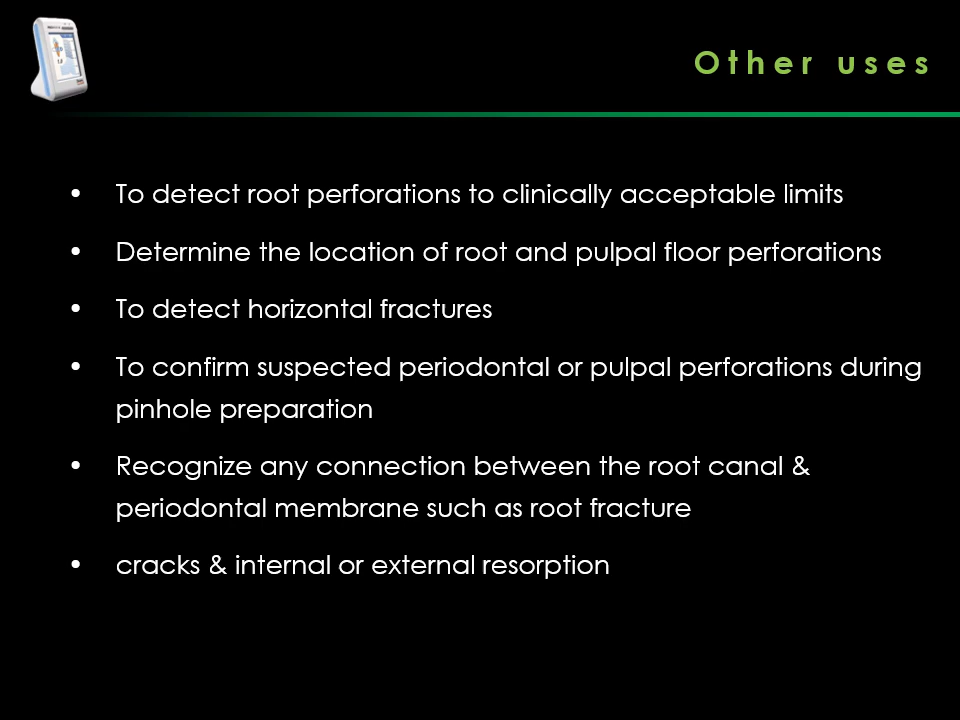 Other uses
• To detect root perforations to clinically acceptable limits
• Determine the location of root and pulpal floor perforations
• To detect horizontal fractures
• To confirm suspected periodontal or pulpal perforations during
pinhole preparation
• Recognize any connection between the root canal &
periodontal membrane such as root fracture
• cracks & internal or external resorption